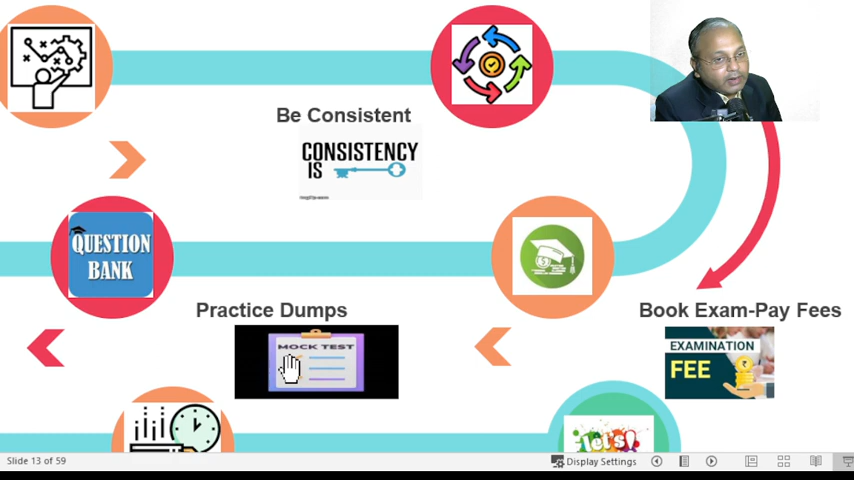 Be Consistent
CONSISTENCY
IS
QUESTION
BANK
Practice Dumps
MOCK TEST
Book Exam-Pay Fees
EXAMINATION
FEE
let's!
Slide 13 of 59
Display Settings